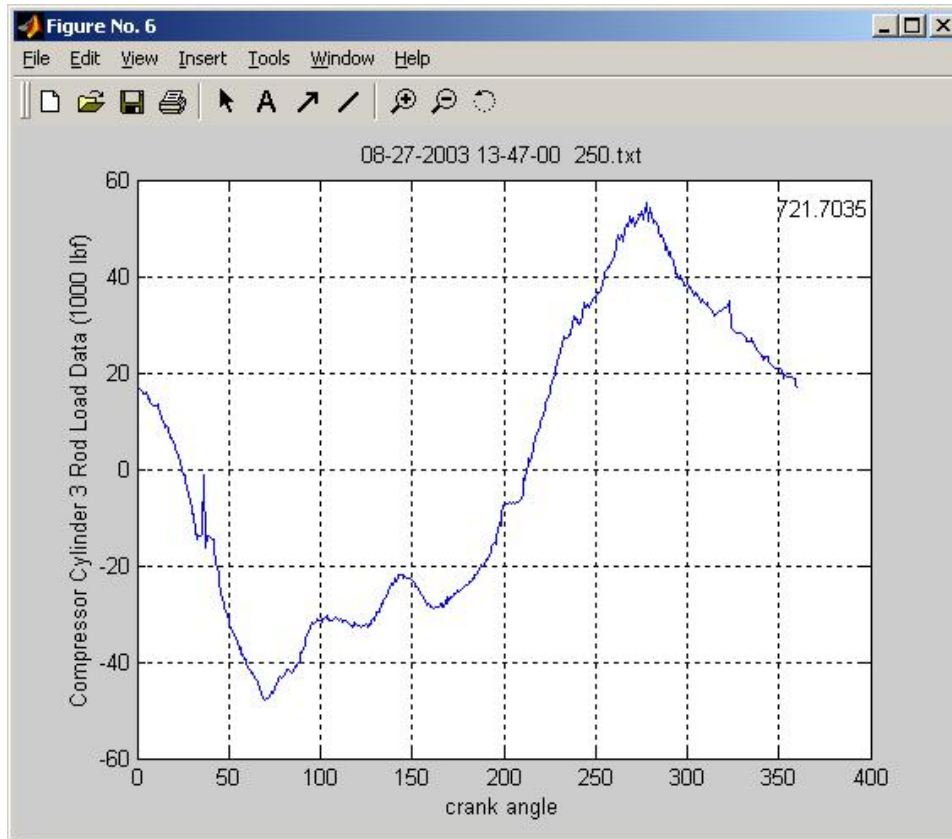 Figure No. 6
File Edit View Insert Tools Window Help
A
08-27-2003 13-47-00 250.txt
721.7035
Compressor Cylinder 3 Rod Load Data (1000 lbf)
60
40
20
0
-20
-40
-60
0 50 100 150 200 250 300 350 400
crank angle